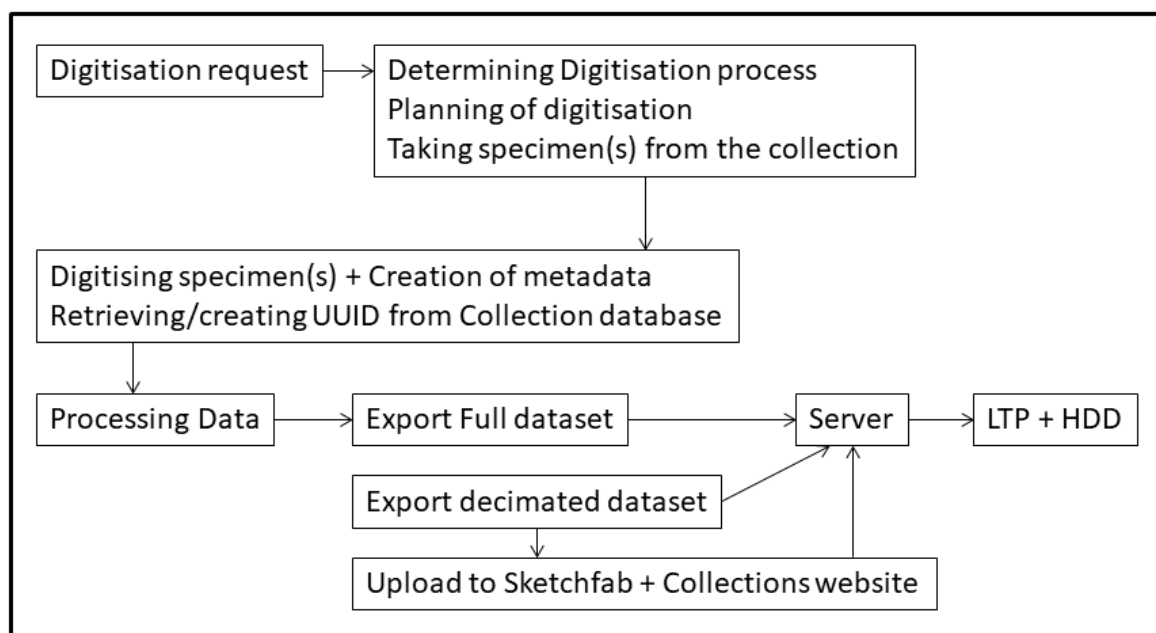 Digitisation request
Determining Digitisation process
Planning of digitisation
Taking specimen(s) from the collection
Digitising specimen(s) + Creation of metadata
Retrieving/creating UUID from Collection database
Processing Data
Export Full dataset
Server
LTP + HDD
Export decimated dataset
Upload to Sketchfab + Collections website